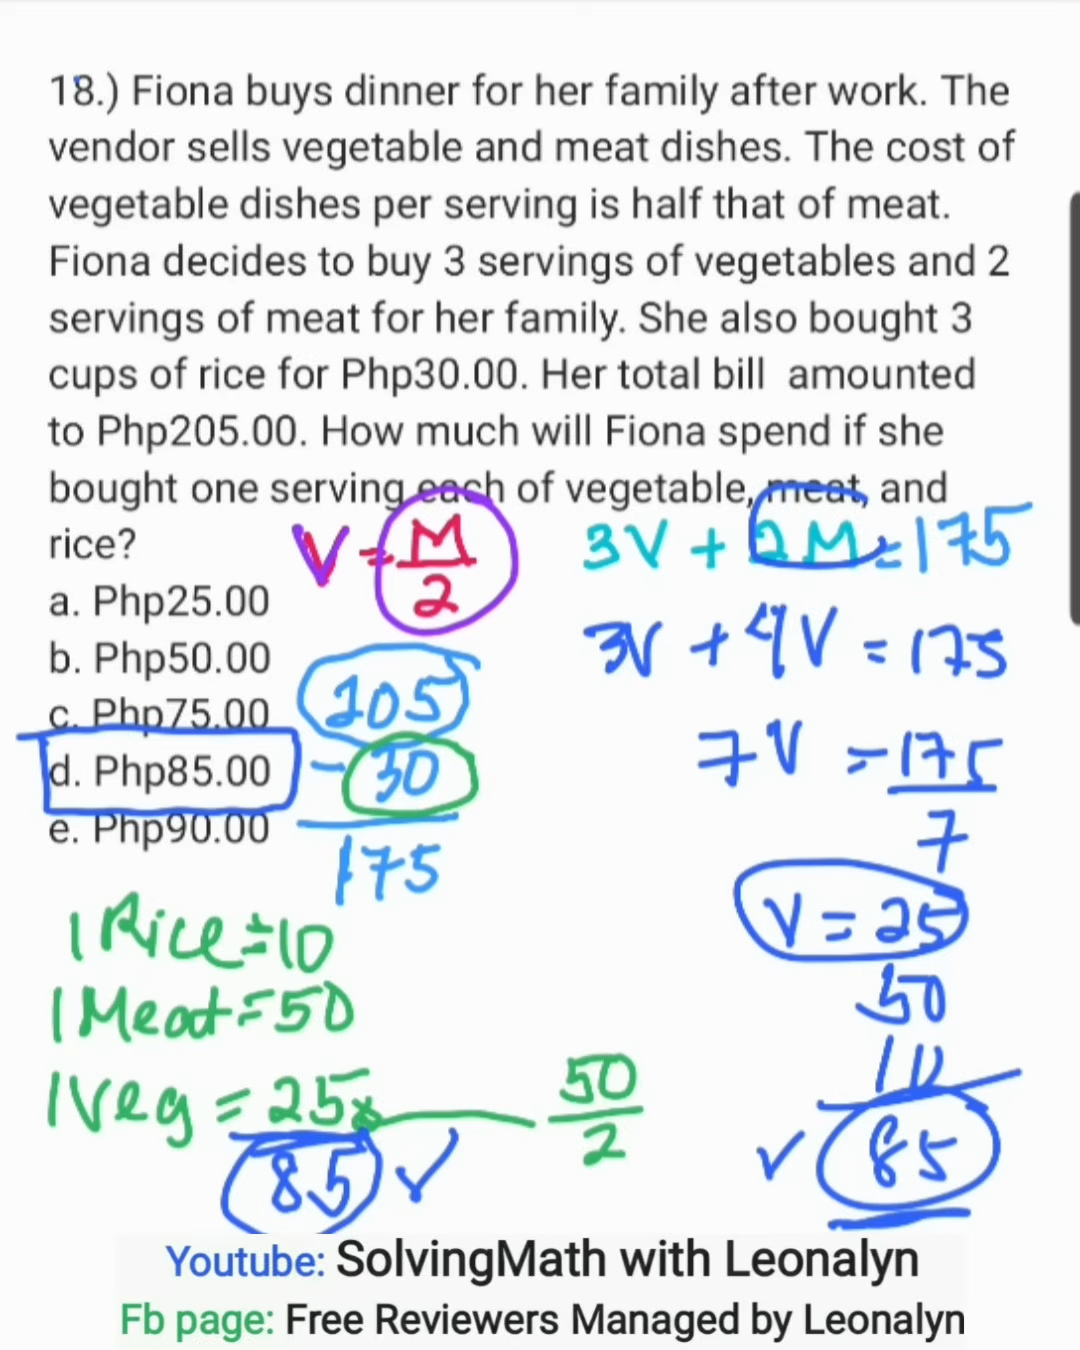 18.) Fiona buys dinner for her family after work. The
vendor sells vegetable and meat dishes. The cost of
vegetable dishes per serving is half that of meat.
Fiona decides to buy 3 servings of vegetables and 2
servings of meat for her family. She also bought 3
cups of rice for Php30.00. Her total bill amounted
to Php205.00. How much will Fiona spend if she
bought one serving each of vegetable, meat, and
rice?
V = M/2
3V + 2M = 175
a. Php25.00
b. Php50.00
3V + 4V = 175
c. Php75.00
205
d. Php85.00
- 30
7V = 175/7
e. Php90.00
175
V = 25
1 Rice = 10
1 Meat = 50
50
10
1 Veg = 25
50/2
85
85
Youtube: SolvingMath with Leonalyn
Fb page: Free Reviewers Managed by Leonalyn